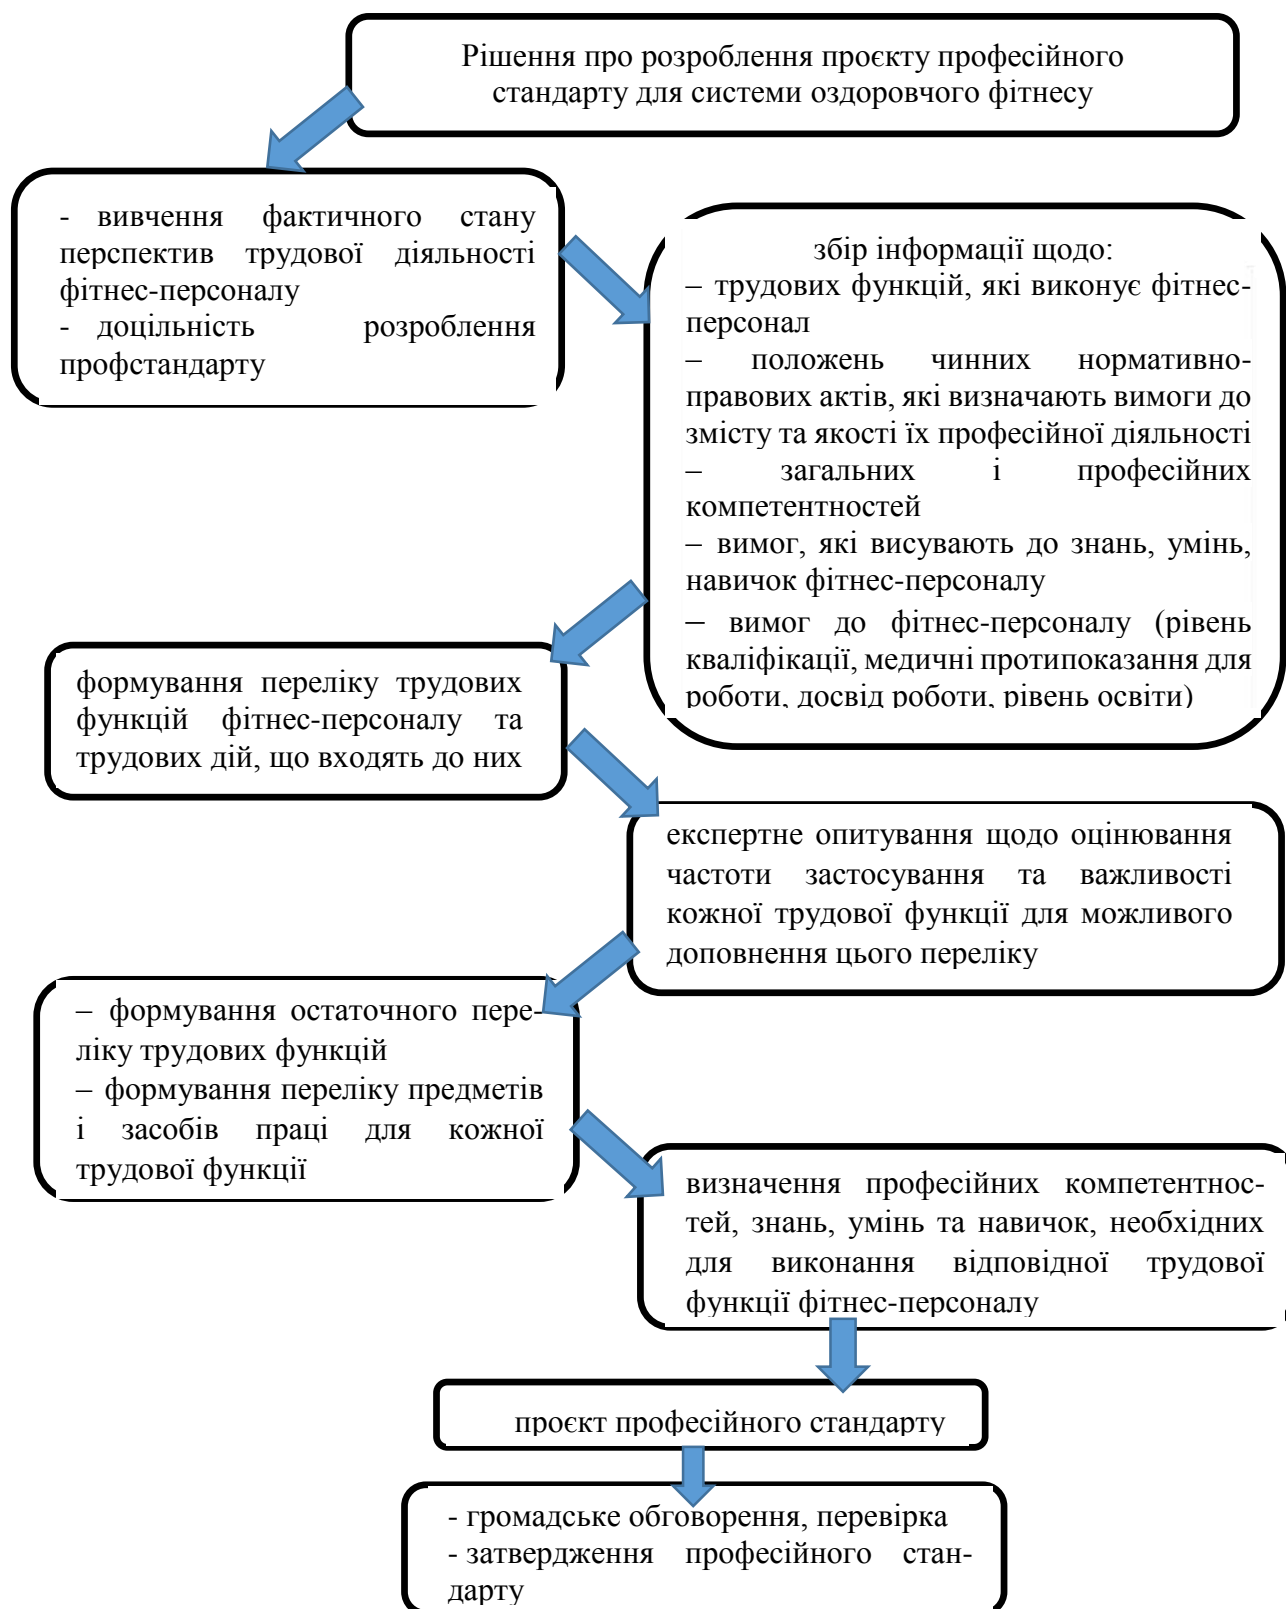 Рішення про розроблення проєкту професійного
стандарту для системи оздоровчого фітнесу
- вивчення фактичного стану
перспектив трудової діяльності
фітнес-персоналу
- доцільність розроблення
профстандарту
збір інформації щодо:
– трудових функцій, які виконує фітнес-
персонал
– положень чинних нормативно-
правових актів, які визначають вимоги до
змісту та якості їх професійної діяльності
– загальних і професійних
компетентностей
– вимог, які висувають до знань, умінь,
навичок фітнес-персоналу
– вимог до фітнес-персоналу (рівень
кваліфікації, медичні протипоказання для
роботи, досвід роботи, рівень освіти)
формування переліку трудових
функцій фітнес-персоналу та
трудових дій, що входять до них
експертне опитування щодо оцінювання
частоти застосування та важливості
кожної трудової функції для можливого
доповнення цього переліку
– формування остаточного пере-
ліку трудових функцій
– формування переліку предметів
і засобів праці для кожної
трудової функції
визначення професійних компетентнос-
тей, знань, умінь та навичок, необхідних
для виконання відповідної трудової
функції фітнес-персоналу
проєкт професійного стандарту
- громадське обговорення, перевірка
- затвердження професійного стан-
дарту